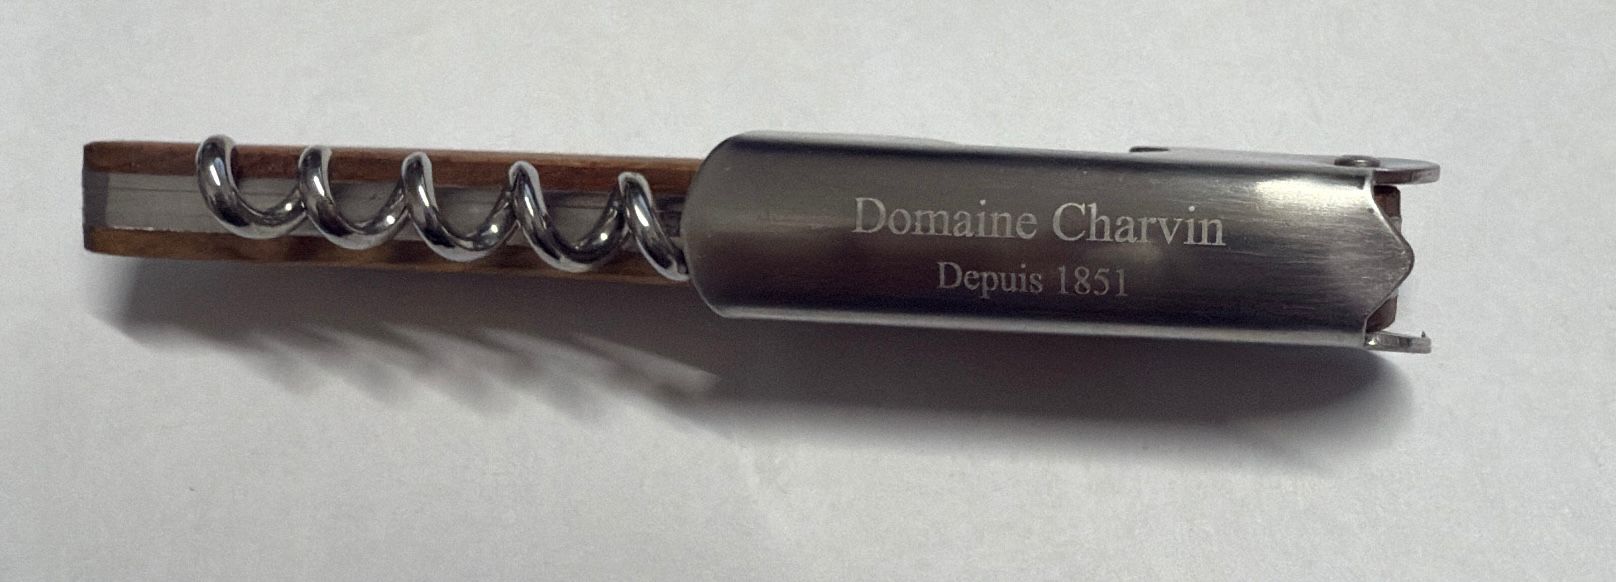 Domaine Charvin
Depuis 1851